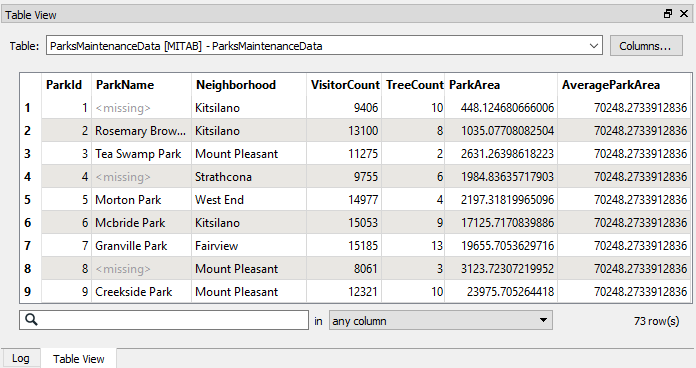 Table View
Table: ParksMaintenanceData [MITAB] - ParksMaintenanceData Columns...
ParkId ParkName Neighborhood VisitorCount TreeCount ParkArea AverageParkArea
1 1 <missing> Kitsilano 9406 10 448.124680666006 70248.2733912836
2 2 Rosemary Brow... Kitsilano 13100 8 1035.07708082504 70248.2733912836
3 3 Tea Swamp Park Mount Pleasant 11275 2 2631.26398618223 70248.2733912836
4 4 <missing> Strathcona 9755 6 1984.83635717903 70248.2733912836
5 5 Morton Park West End 14977 4 2197.31819965096 70248.2733912836
6 6 Mcbride Park Kitsilano 15053 9 17125.7170839886 70248.2733912836
7 7 Granville Park Fairview 15185 13 19655.7053629716 70248.2733912836
8 8 <missing> Mount Pleasant 8061 3 3123.72307219952 70248.2733912836
9 9 Creekside Park Mount Pleasant 12321 10 23975.705264418 70248.2733912836
in any column 73 row(s)
Log Table View